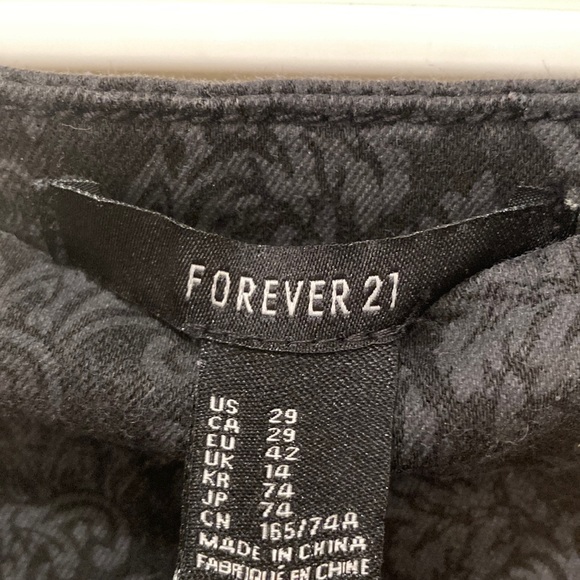 FOREVER 21
US 29
CA 29
EU 42
UK 14
KR 74
JP 74
CN 165/74A
MADE IN CHINA
FABRIQUÉ EN CHINE